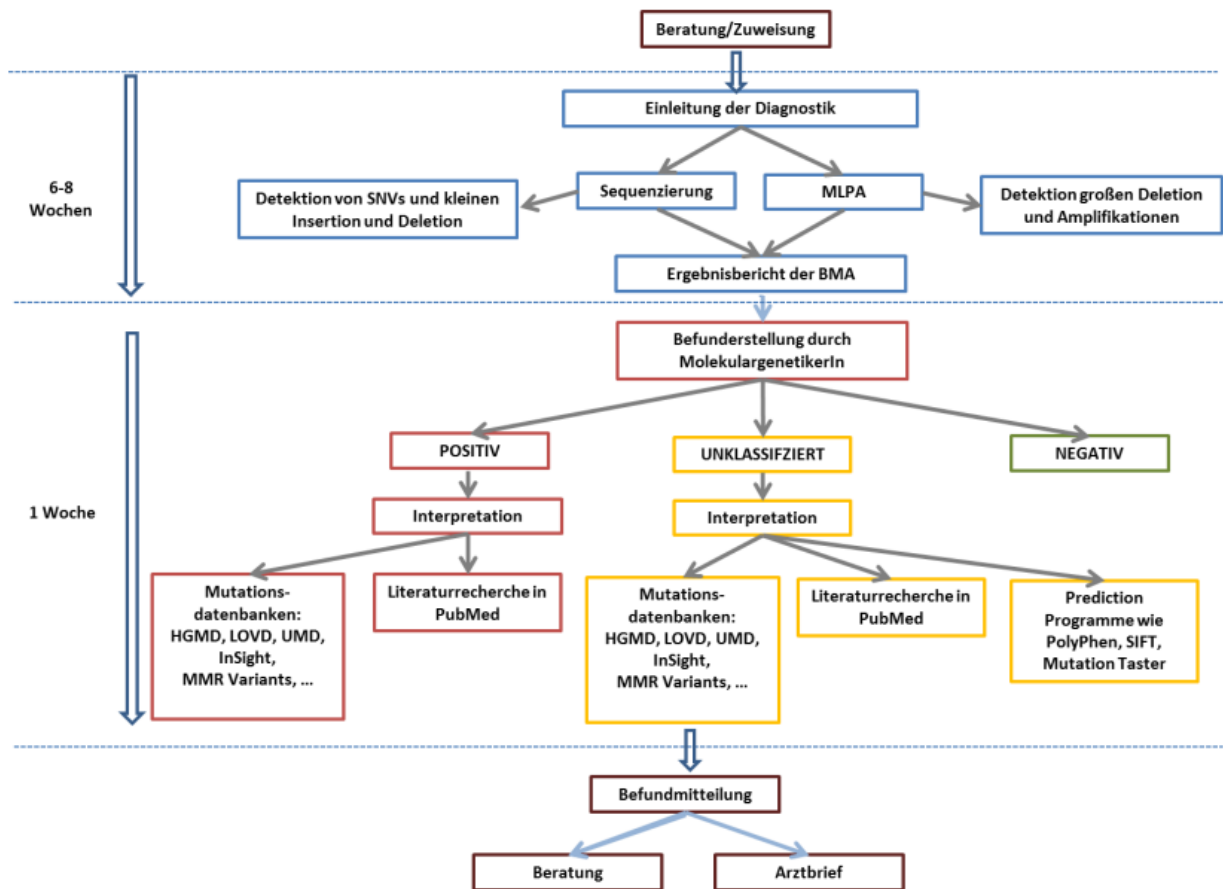 Beratung/Zuweisung
Einleitung der Diagnostik
6-8
Wochen
Detektion von SNVs und kleinen
Insertion und Deletion
Sequenzierung
MLPA
Detektion großen Deletion
und Amplifikationen
Ergebnisbericht der BMA
Befunderstellung durch
MolekulargenetikerIn
1 Woche
POSITIV
UNKLASSIFZIERT
NEGATIV
Interpretation
Interpretation
Mutations-
datenbanken:
HGMD, LOVD, UMD,
InSight,
MMR Variants, ...
Literaturrecherche in
PubMed
Mutations-
datenbanken:
HGMD, LOVD, UMD,
InSight,
MMR Variants, ...
Literaturrecherche in
PubMed
Prediction
Programme wie
PolyPhen, SIFT,
Mutation Taster
Befundmitteilung
Beratung
Arztbrief